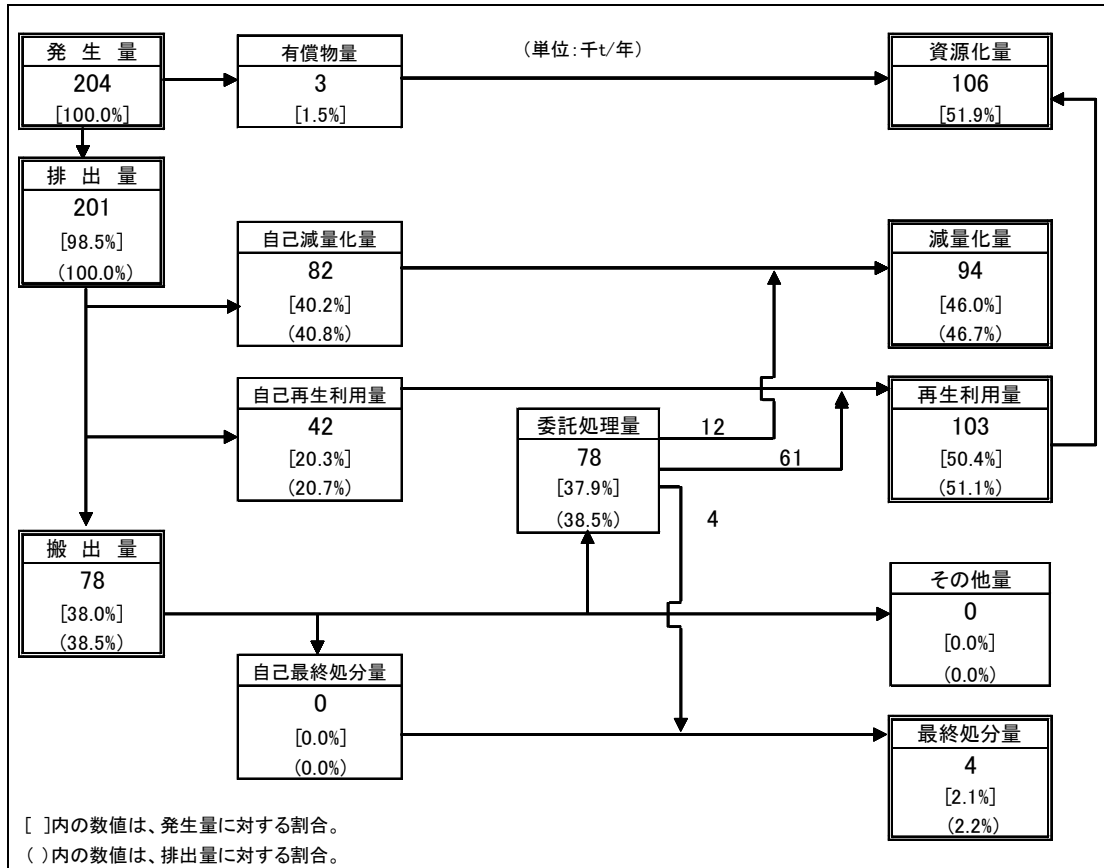 発 生 量
204
[100.0%]
有償物量
3
[1.5%]
(単位:千t/年)
資源化量
106
[51.9%]
排 出 量
201
[98.5%]
(100.0%)
自己減量化量
82
[40.2%]
(40.8%)
減量化量
94
[46.0%]
(46.7%)
自己再生利用量
42
[20.3%]
(20.7%)
委託処理量
78
[37.9%]
(38.5%)
12
61
4
再生利用量
103
[50.4%]
(51.1%)
搬 出 量
78
[38.0%]
(38.5%)
その他量
0
[0.0%]
(0.0%)
自己最終処分量
0
[0.0%]
(0.0%)
最終処分量
4
[2.1%]
(2.2%)
[ ]内の数値は、発生量に対する割合。
( )内の数値は、排出量に対する割合。